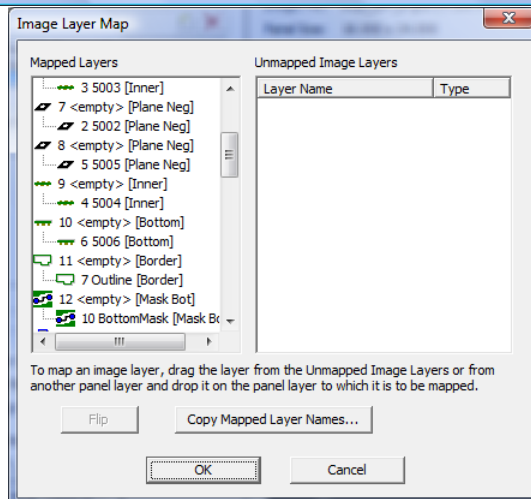 Image Layer Map
Mapped Layers
Unmapped Image Layers
3 5003 [Inner]
7 <empty> [Plane Neg]
2 5002 [Plane Neg]
8 <empty> [Plane Neg]
5 5005 [Plane Neg]
9 <empty> [Inner]
4 5004 [Inner]
10 <empty> [Bottom]
6 5006 [Bottom]
11 <empty> [Border]
7 Outline [Border]
12 <empty> [Mask Bot]
10 BottomMask [Mask Bo
Layer Name
Type
To map an image layer, drag the layer from the Unmapped Image Layers or from
another panel layer and drop it on the panel layer to which it is to be mapped.
Flip
Copy Mapped Layer Names...
OK
Cancel